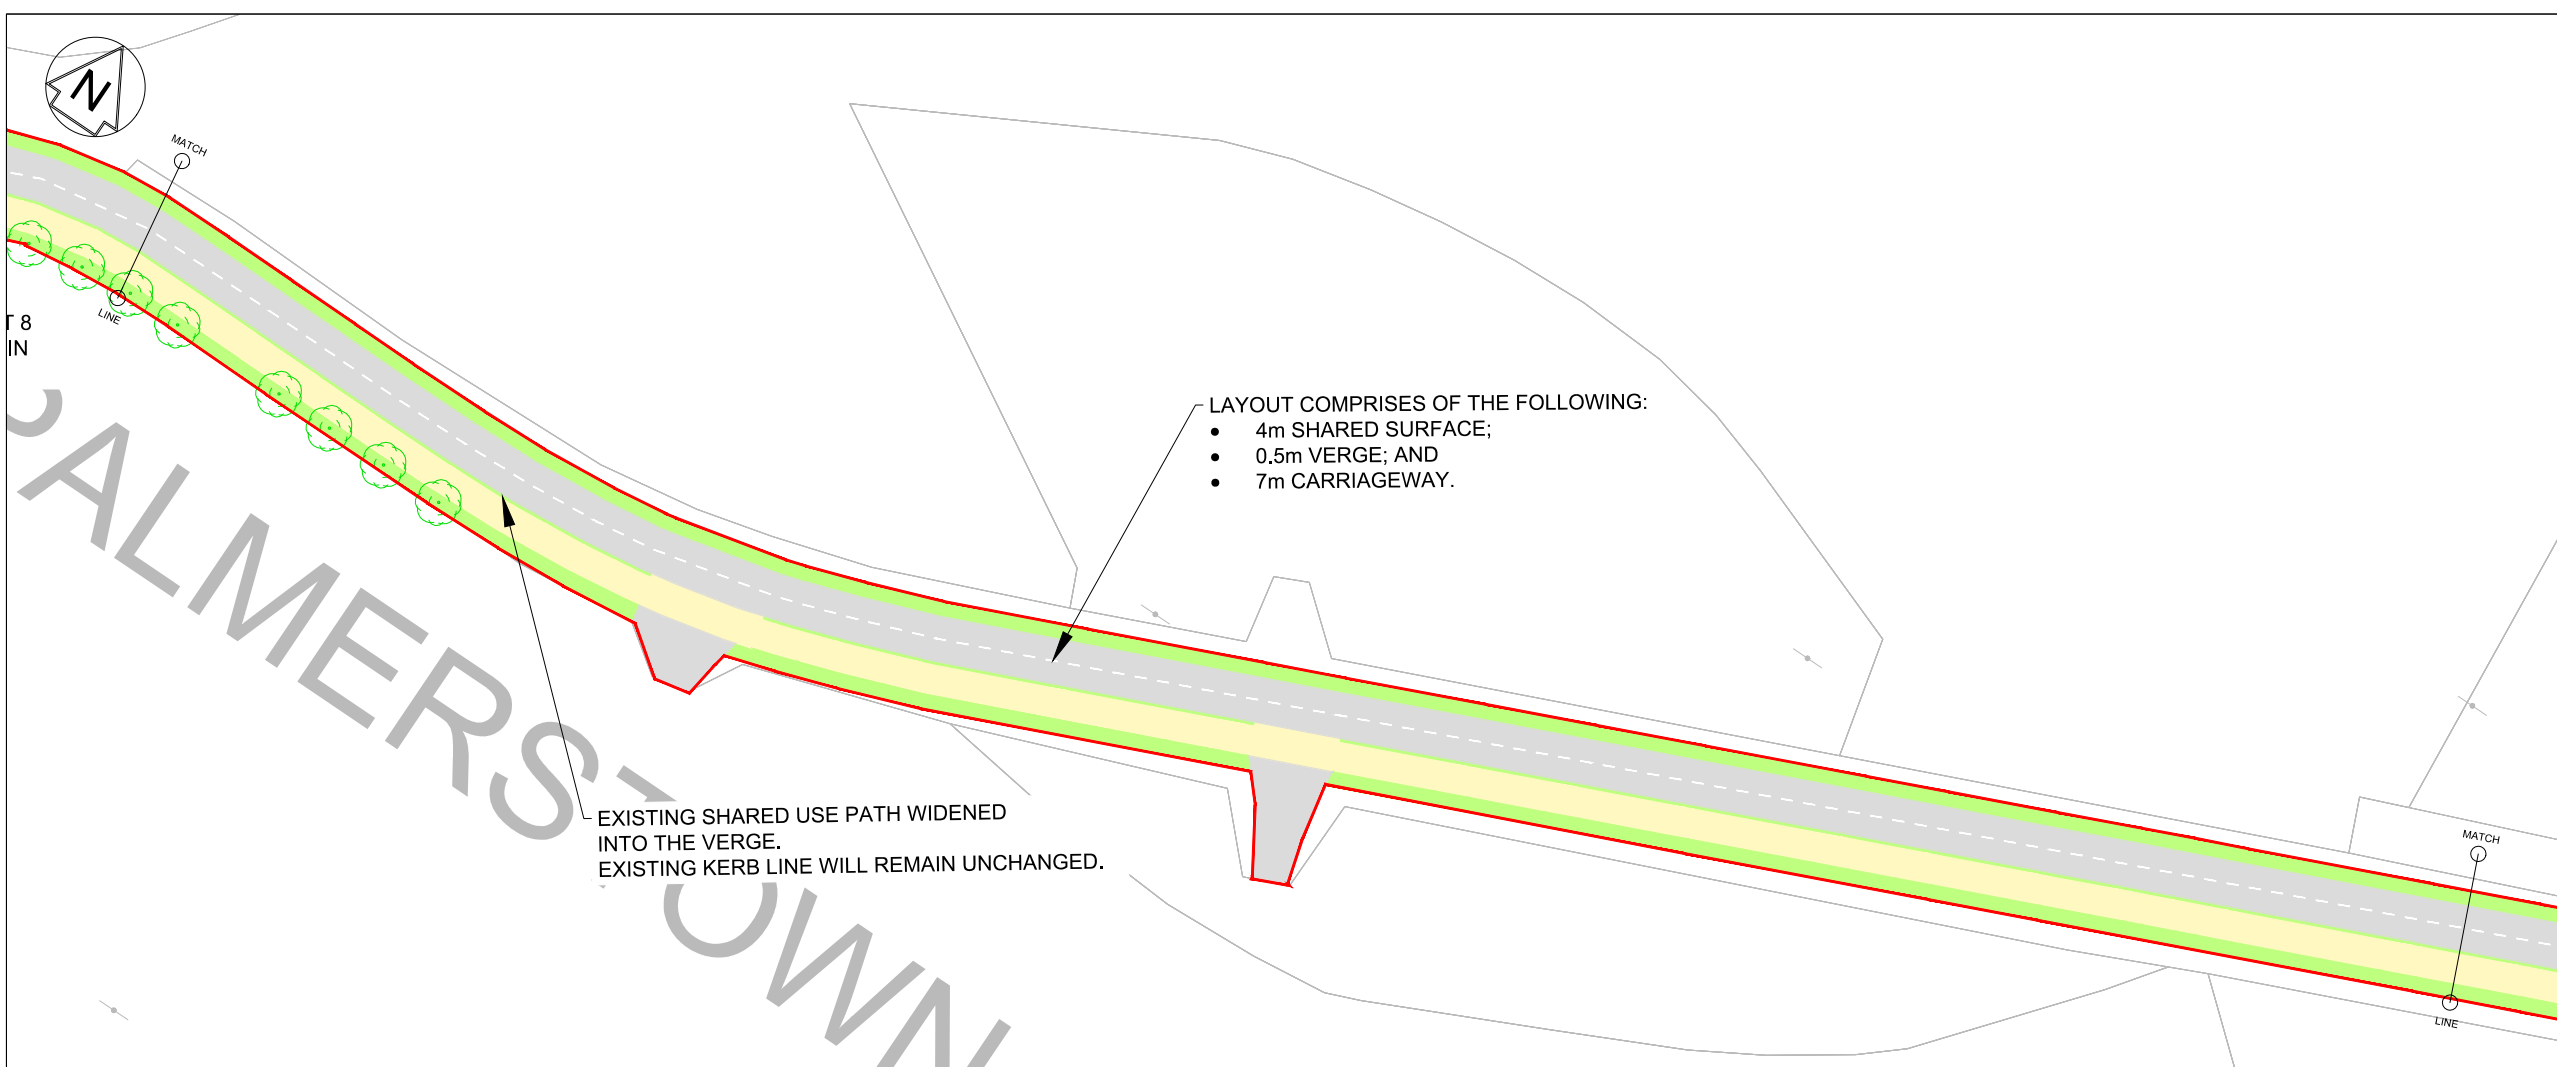 N
MATCH
LINE
T 8
IN
LAYOUT COMPRISES OF THE FOLLOWING:
• 4m SHARED SURFACE;
• 0.5m VERGE; AND
• 7m CARRIAGEWAY.
EXISTING SHARED USE PATH WIDENED
INTO THE VERGE.
EXISTING KERB LINE WILL REMAIN UNCHANGED.
PALMERSTOWN
MATCH
LINE